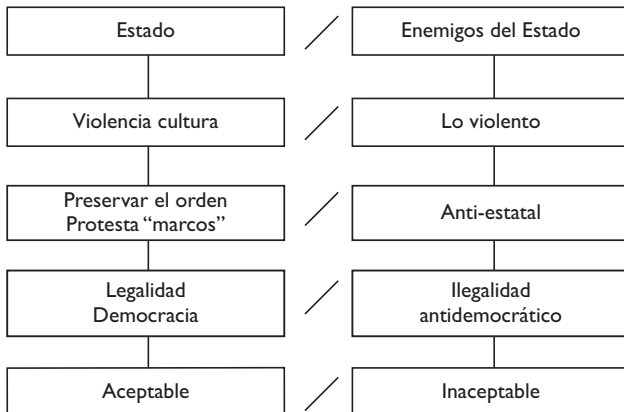 Estado / Enemigos del Estado
Violencia cultura / Lo violento
Preservar el orden
Protesta “marcos” / Anti-estatal
Legalidad
Democracia / Ilegalidad
antidemocrático
Aceptable / Inaceptable